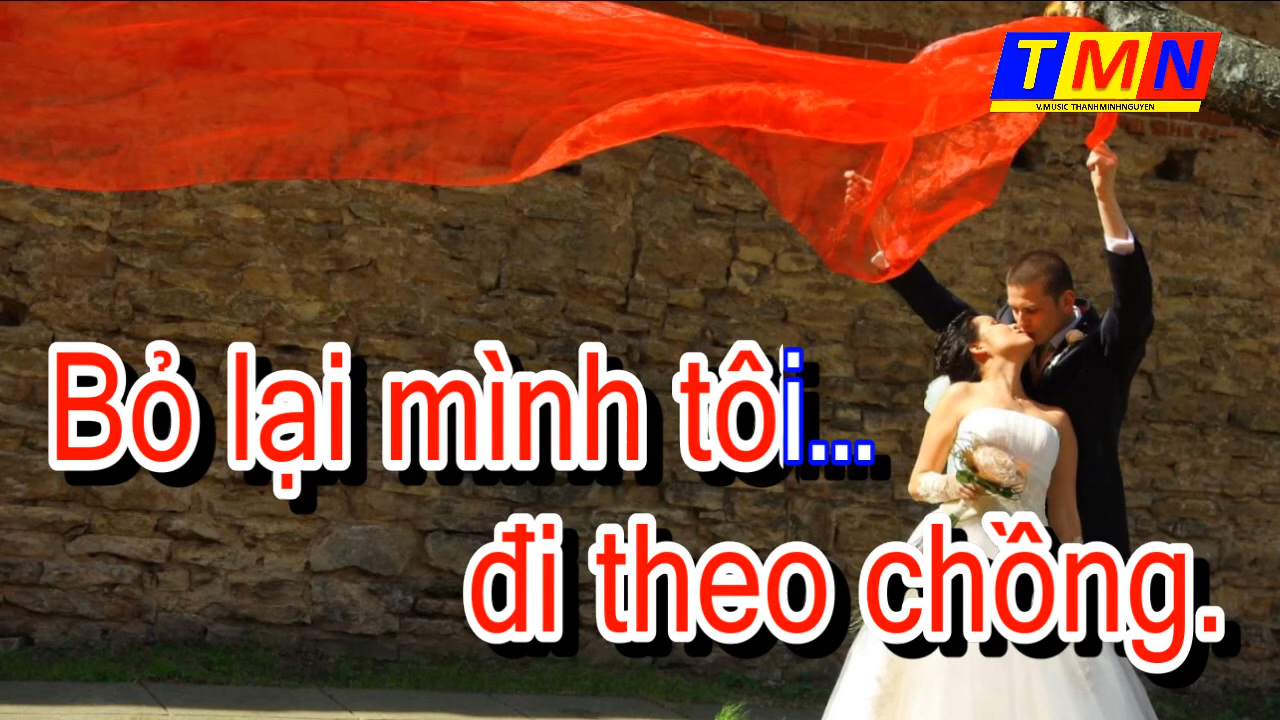 TMN
V.MUSIC THANHMINHNGUYEN
Bỏ lại mình tôi...
đi theo chồng.